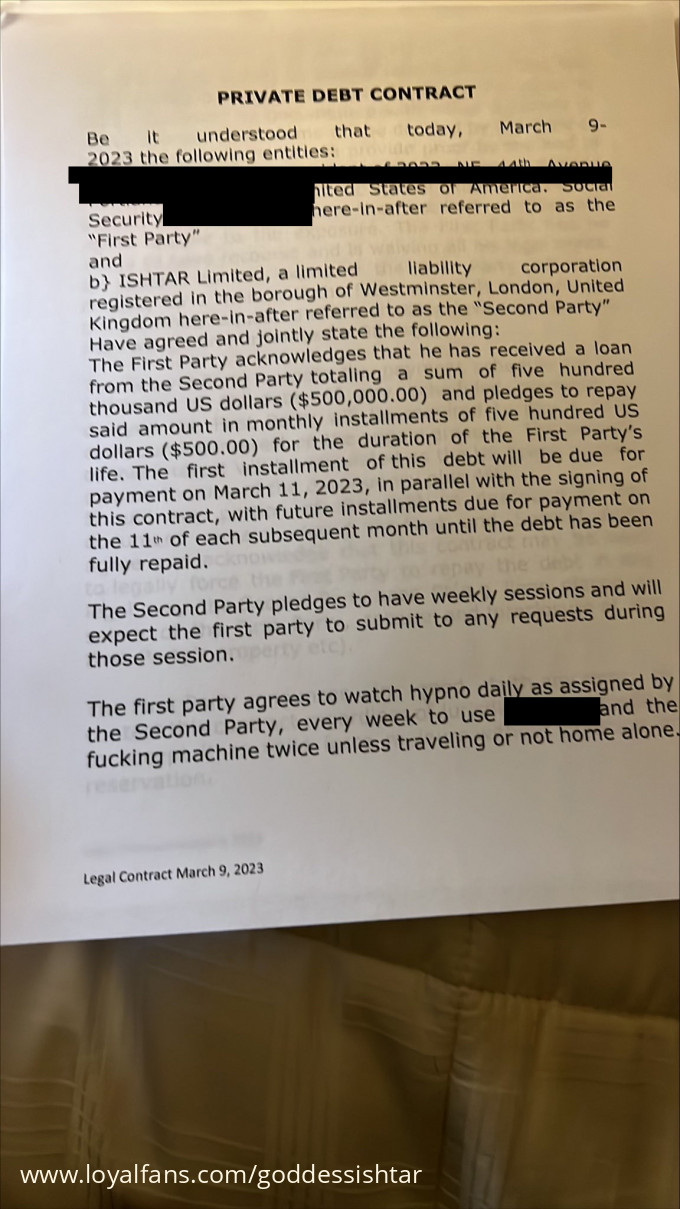 PRIVATE DEBT CONTRACT
Be it understood that today, March 9-
2023 the following entities:
nited States of America. Social
Security here-in-after referred to as the
“First Party”
and
b} ISHTAR Limited, a limited liability corporation
registered in the borough of Westminster, London, United
Kingdom here-in-after referred to as the “Second Party”
Have agreed and jointly state the following:
The First Party acknowledges that he has received a loan
from the Second Party totaling a sum of five hundred
thousand US dollars ($500,000.00) and pledges to repay
said amount in monthly installments of five hundred US
dollars ($500.00) for the duration of the First Party’s
life. The first installment of this debt will be due for
payment on March 11, 2023, in parallel with the signing of
this contract, with future installments due for payment on
the 11th of each subsequent month until the debt has been
fully repaid.
The Second Party pledges to have weekly sessions and will
expect the first party to submit to any requests during
those session.
The first party agrees to watch hypno daily as assigned by
the Second Party, every week to use and the
fucking machine twice unless traveling or not home alone.
Legal Contract March 9, 2023
www.loyalfans.com/goddessishtar